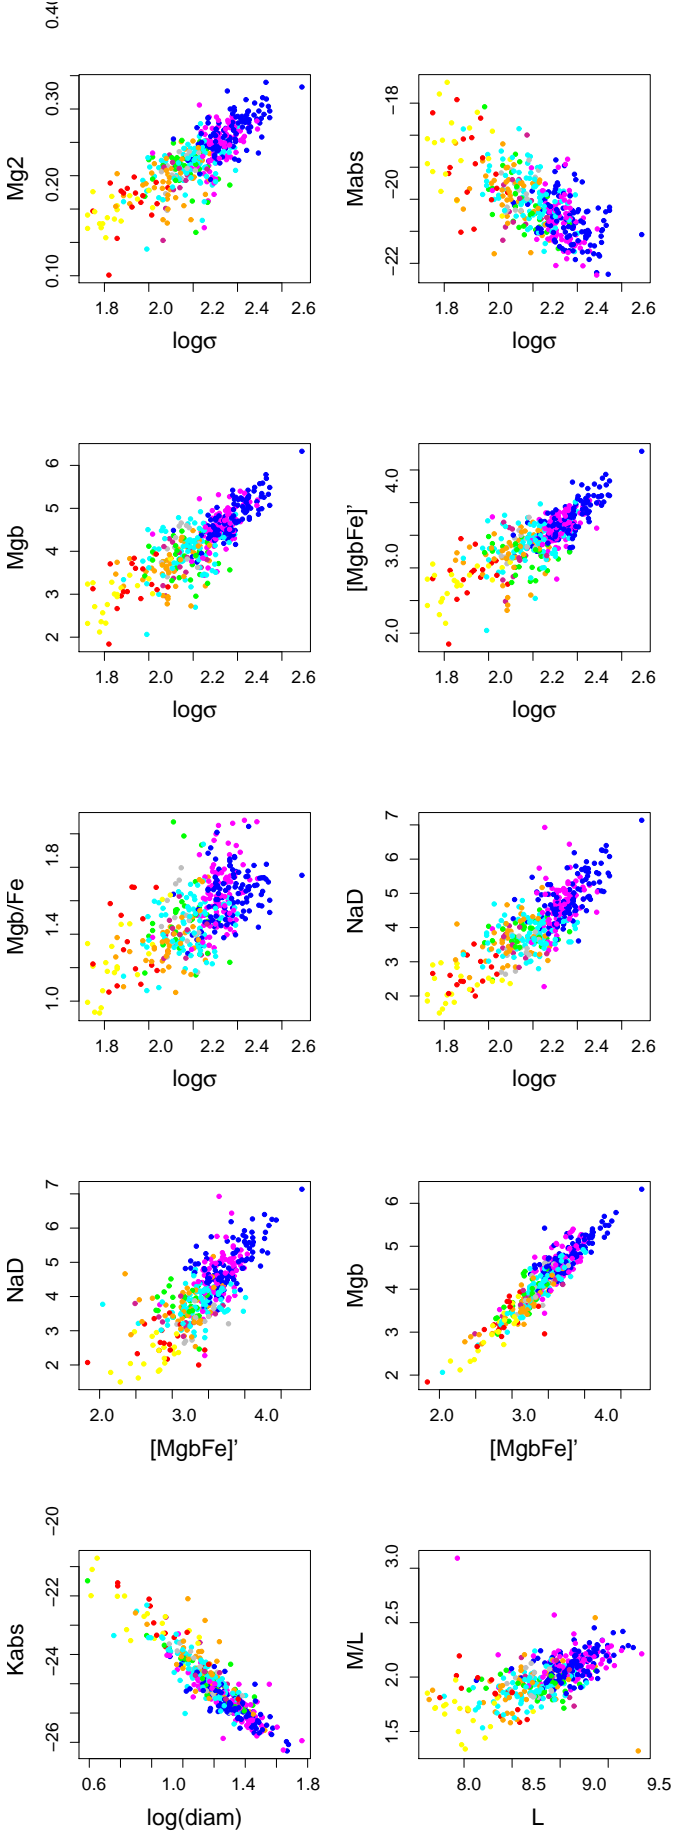 0.40
0.30
0.20
0.10
Mg2
1.8 2.0 2.2 2.4 2.6
logσ
−18
−20
−22
Mabs
1.8 2.0 2.2 2.4 2.6
logσ
6
5
4
3
2
Mgb
1.8 2.0 2.2 2.4 2.6
logσ
4.0
3.0
2.0
[MgbFe]'
1.8 2.0 2.2 2.4 2.6
logσ
1.8
1.4
1.0
Mgb/Fe
1.8 2.0 2.2 2.4 2.6
logσ
7
6
5
4
3
2
NaD
1.8 2.0 2.2 2.4 2.6
logσ
7
6
5
4
3
2
NaD
2.0 3.0 4.0
[MgbFe]'
6
5
4
3
2
Mgb
2.0 3.0 4.0
[MgbFe]'
−20
−22
−24
−26
Kabs
0.6 1.0 1.4 1.8
log(diam)
3.0
2.5
2.0
1.5
M/L
8.0 8.5 9.0 9.5
L